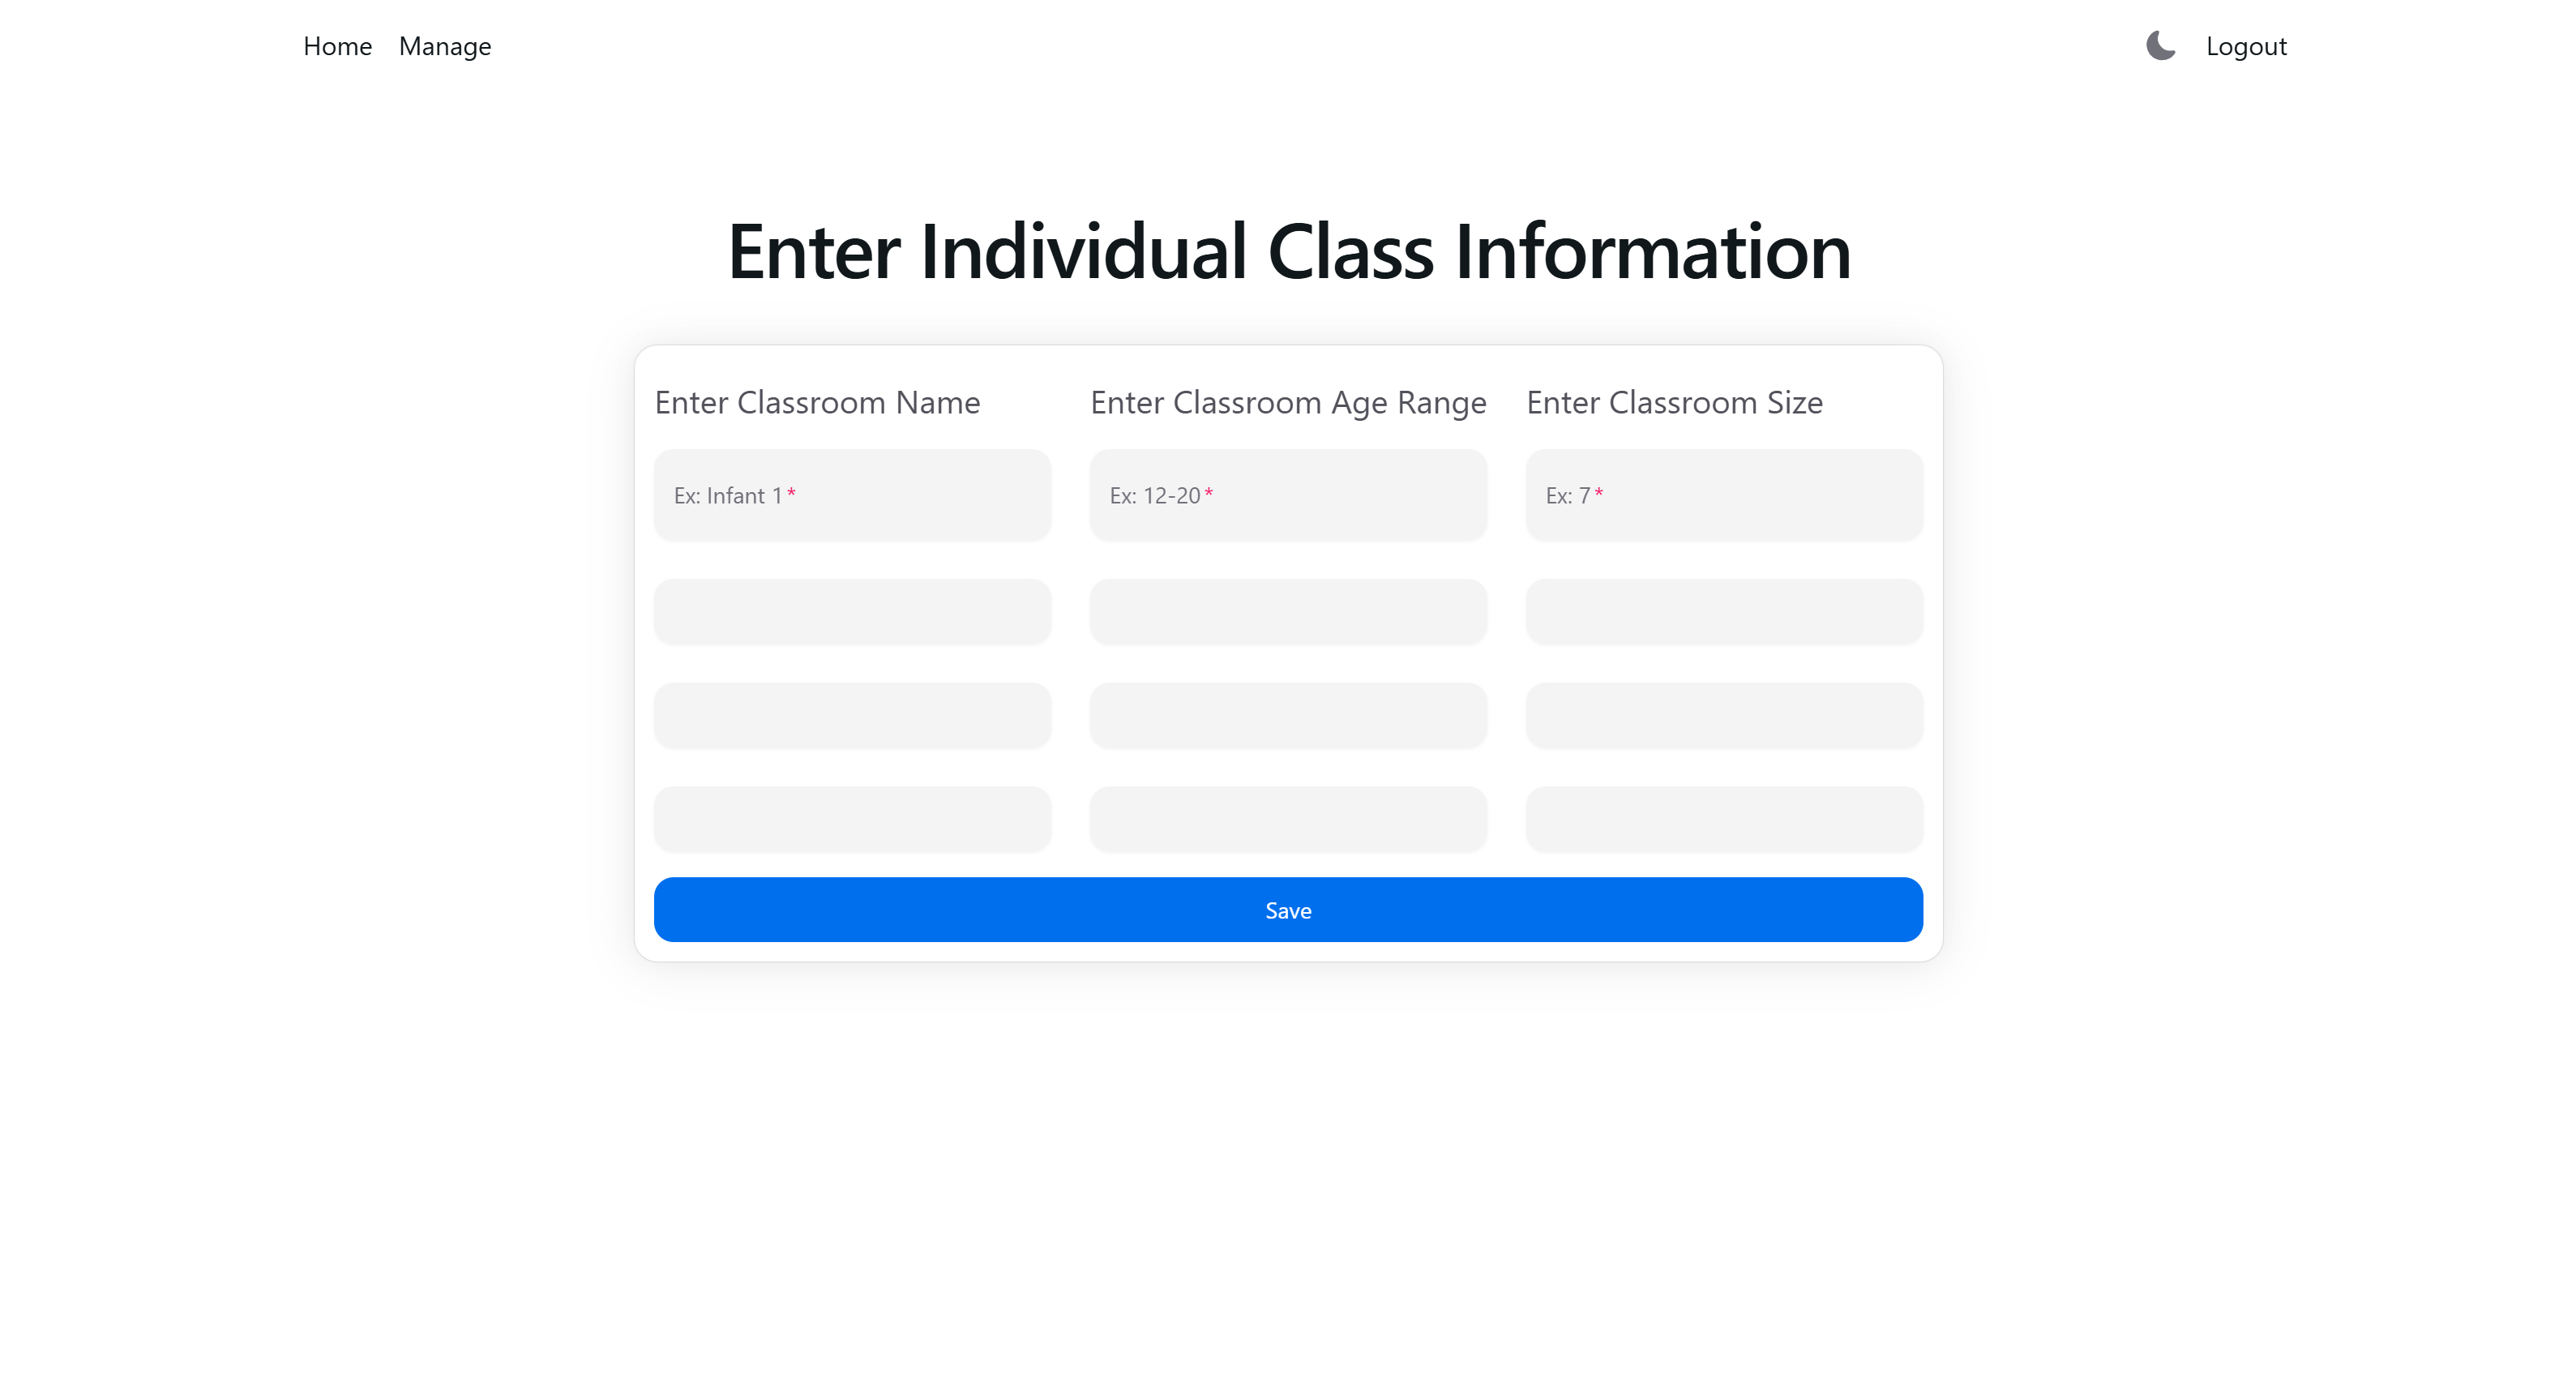 Home Manage Logout
Enter Individual Class Information
Enter Classroom Name Enter Classroom Age Range Enter Classroom Size
Ex: Infant 1* Ex: 12-20* Ex: 7*
Save